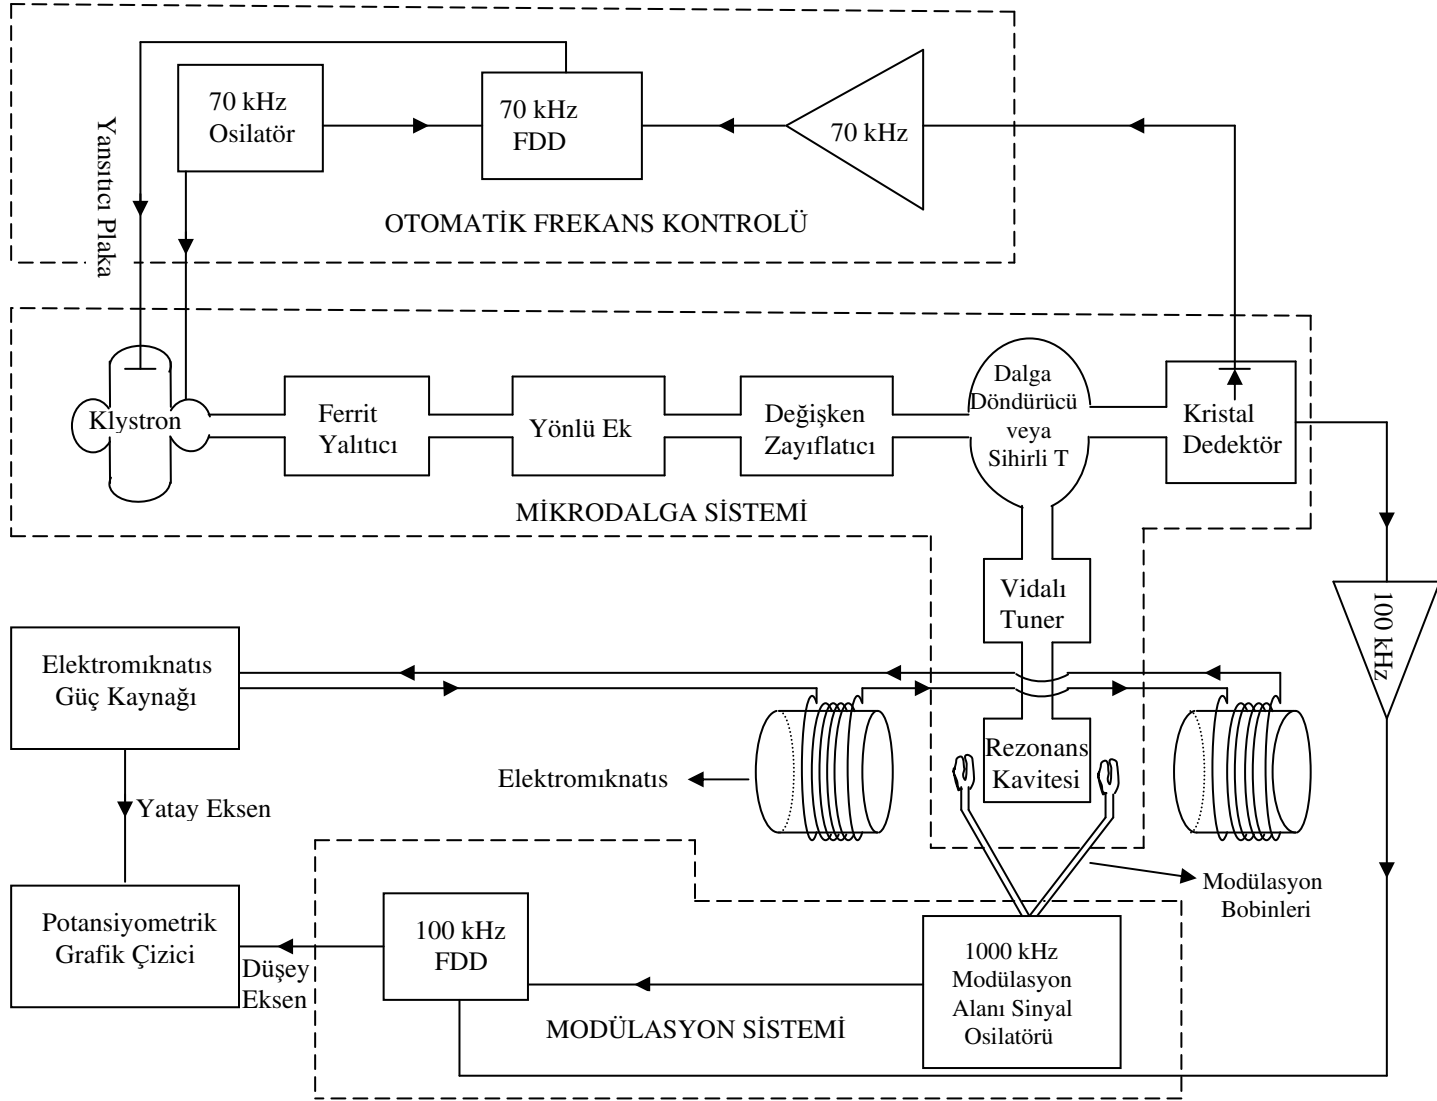 70 kHz
Osilatör
70 kHz
FDD
70 kHz
Yansıtıcı Plaka
OTOMATİK FREKANS KONTROLÜ
Klystron
Ferrit
Yalıtıcı
Yönlü Ek
Değişken
Zayıflatıcı
Dalga
Döndürücü
veya
Sihirli T
Kristal
Dedektör
MİKRODALGA SİSTEMİ
Vidalı
Tuner
100 kHz
Elektromıknatıs
Güç Kaynağı
Rezonans
Kavitesi
Elektromıknatıs
Yatay Eksen
Modülasyon
Bobinleri
Potansiyometrik
Grafik Çizici
Düşey
Eksen
100 kHz
FDD
1000 kHz
Modülasyon
Alanı Sinyal
Osilatörü
MODÜLASYON SİSTEMİ